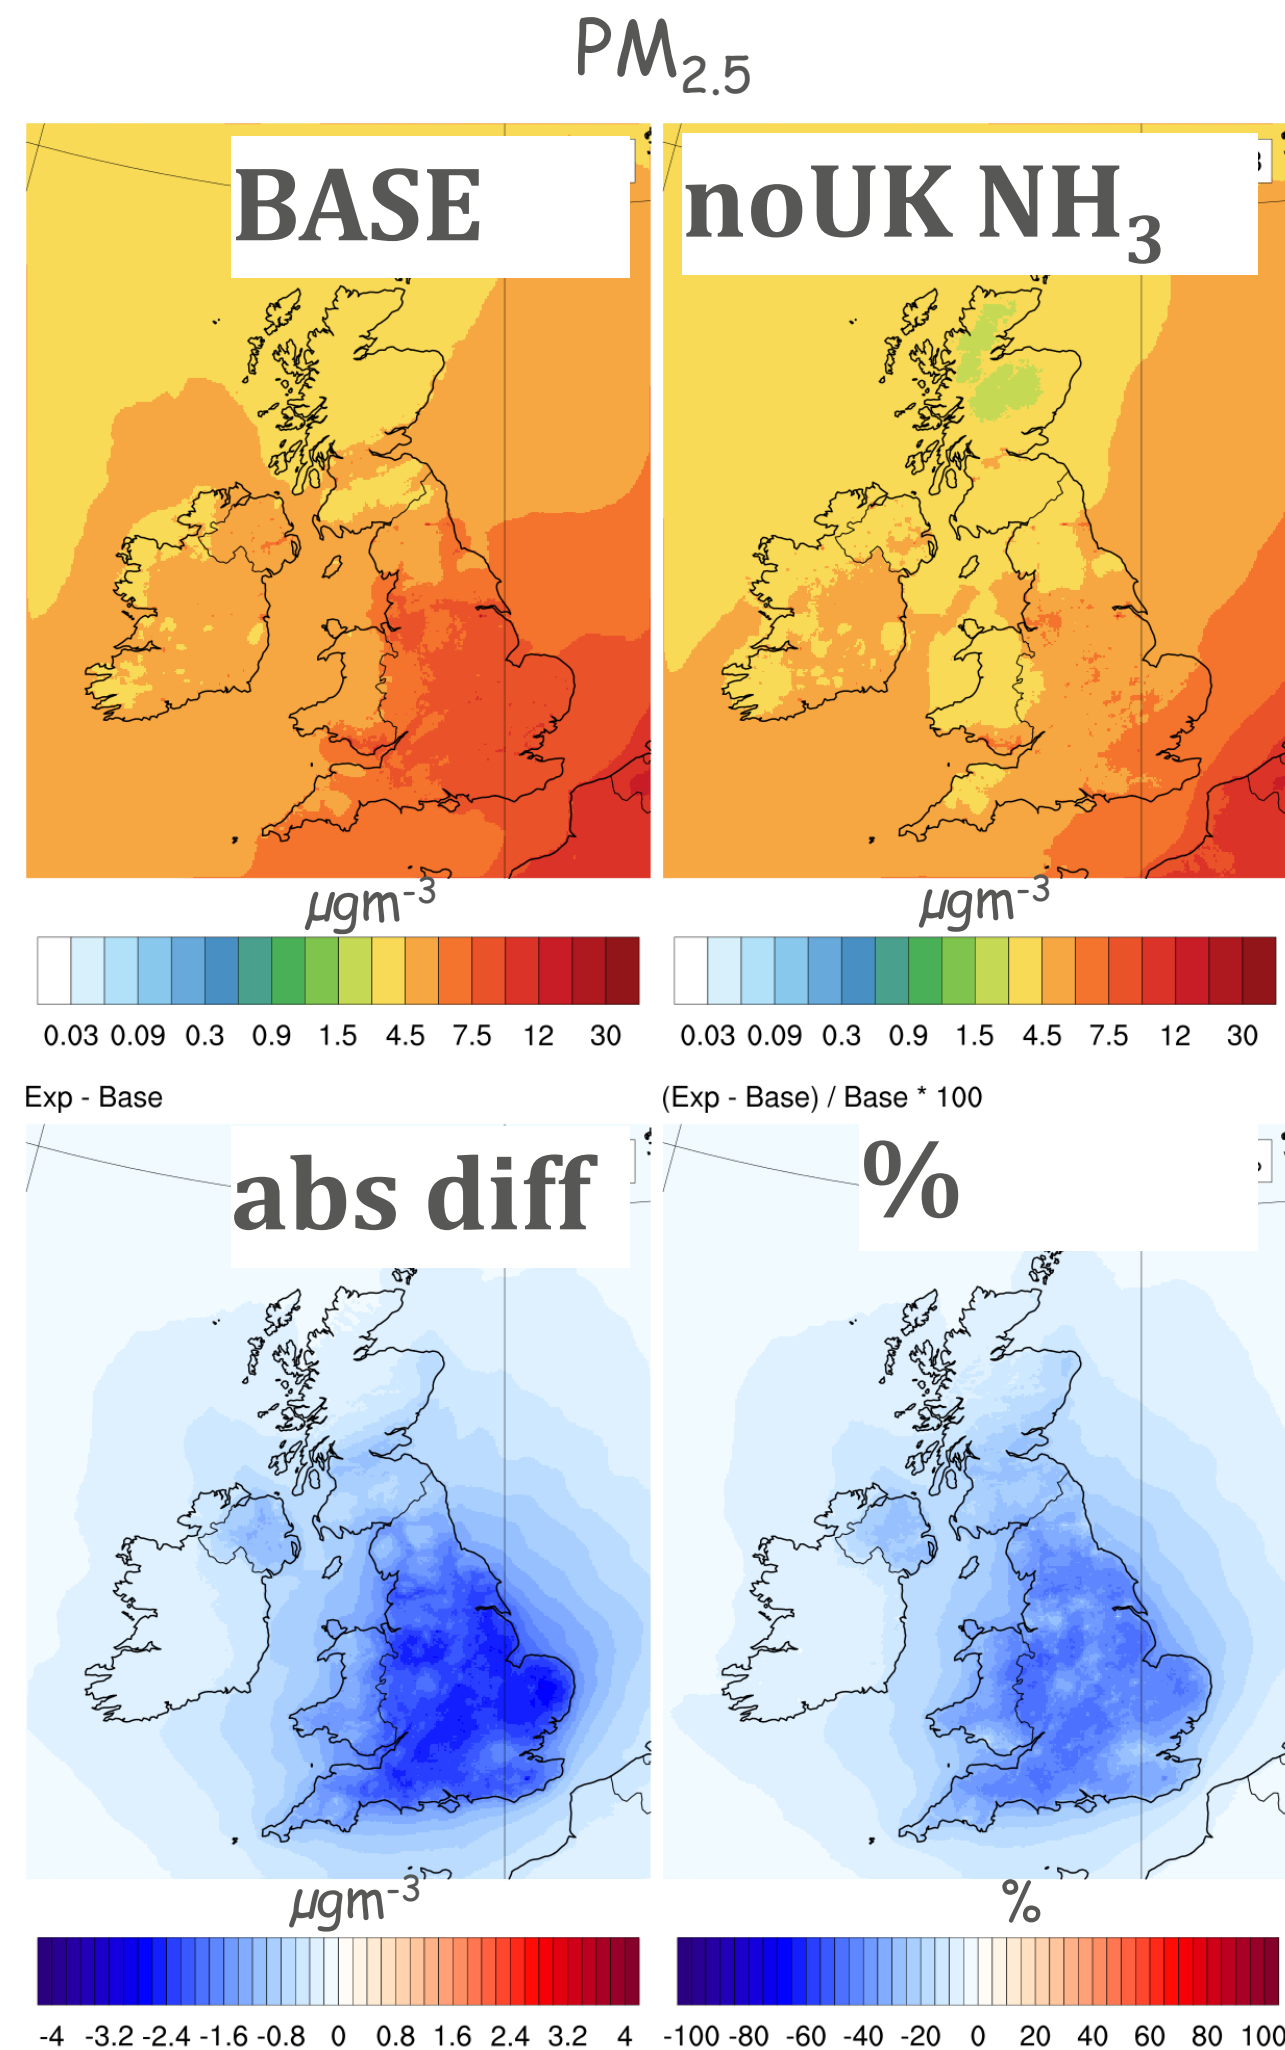 PM2.5
BASE
noUK NH3
μgm-3
μgm-3
0.03 0.09 0.3 0.9 1.5 4.5 7.5 12 30
0.03 0.09 0.3 0.9 1.5 4.5 7.5 12 30
Exp - Base
(Exp - Base) / Base * 100
abs diff
%
μgm-3
%
-4 -3.2 -2.4 -1.6 -0.8 0 0.8 1.6 2.4 3.2 4
-100 -80 -60 -40 -20 0 20 40 60 80 100